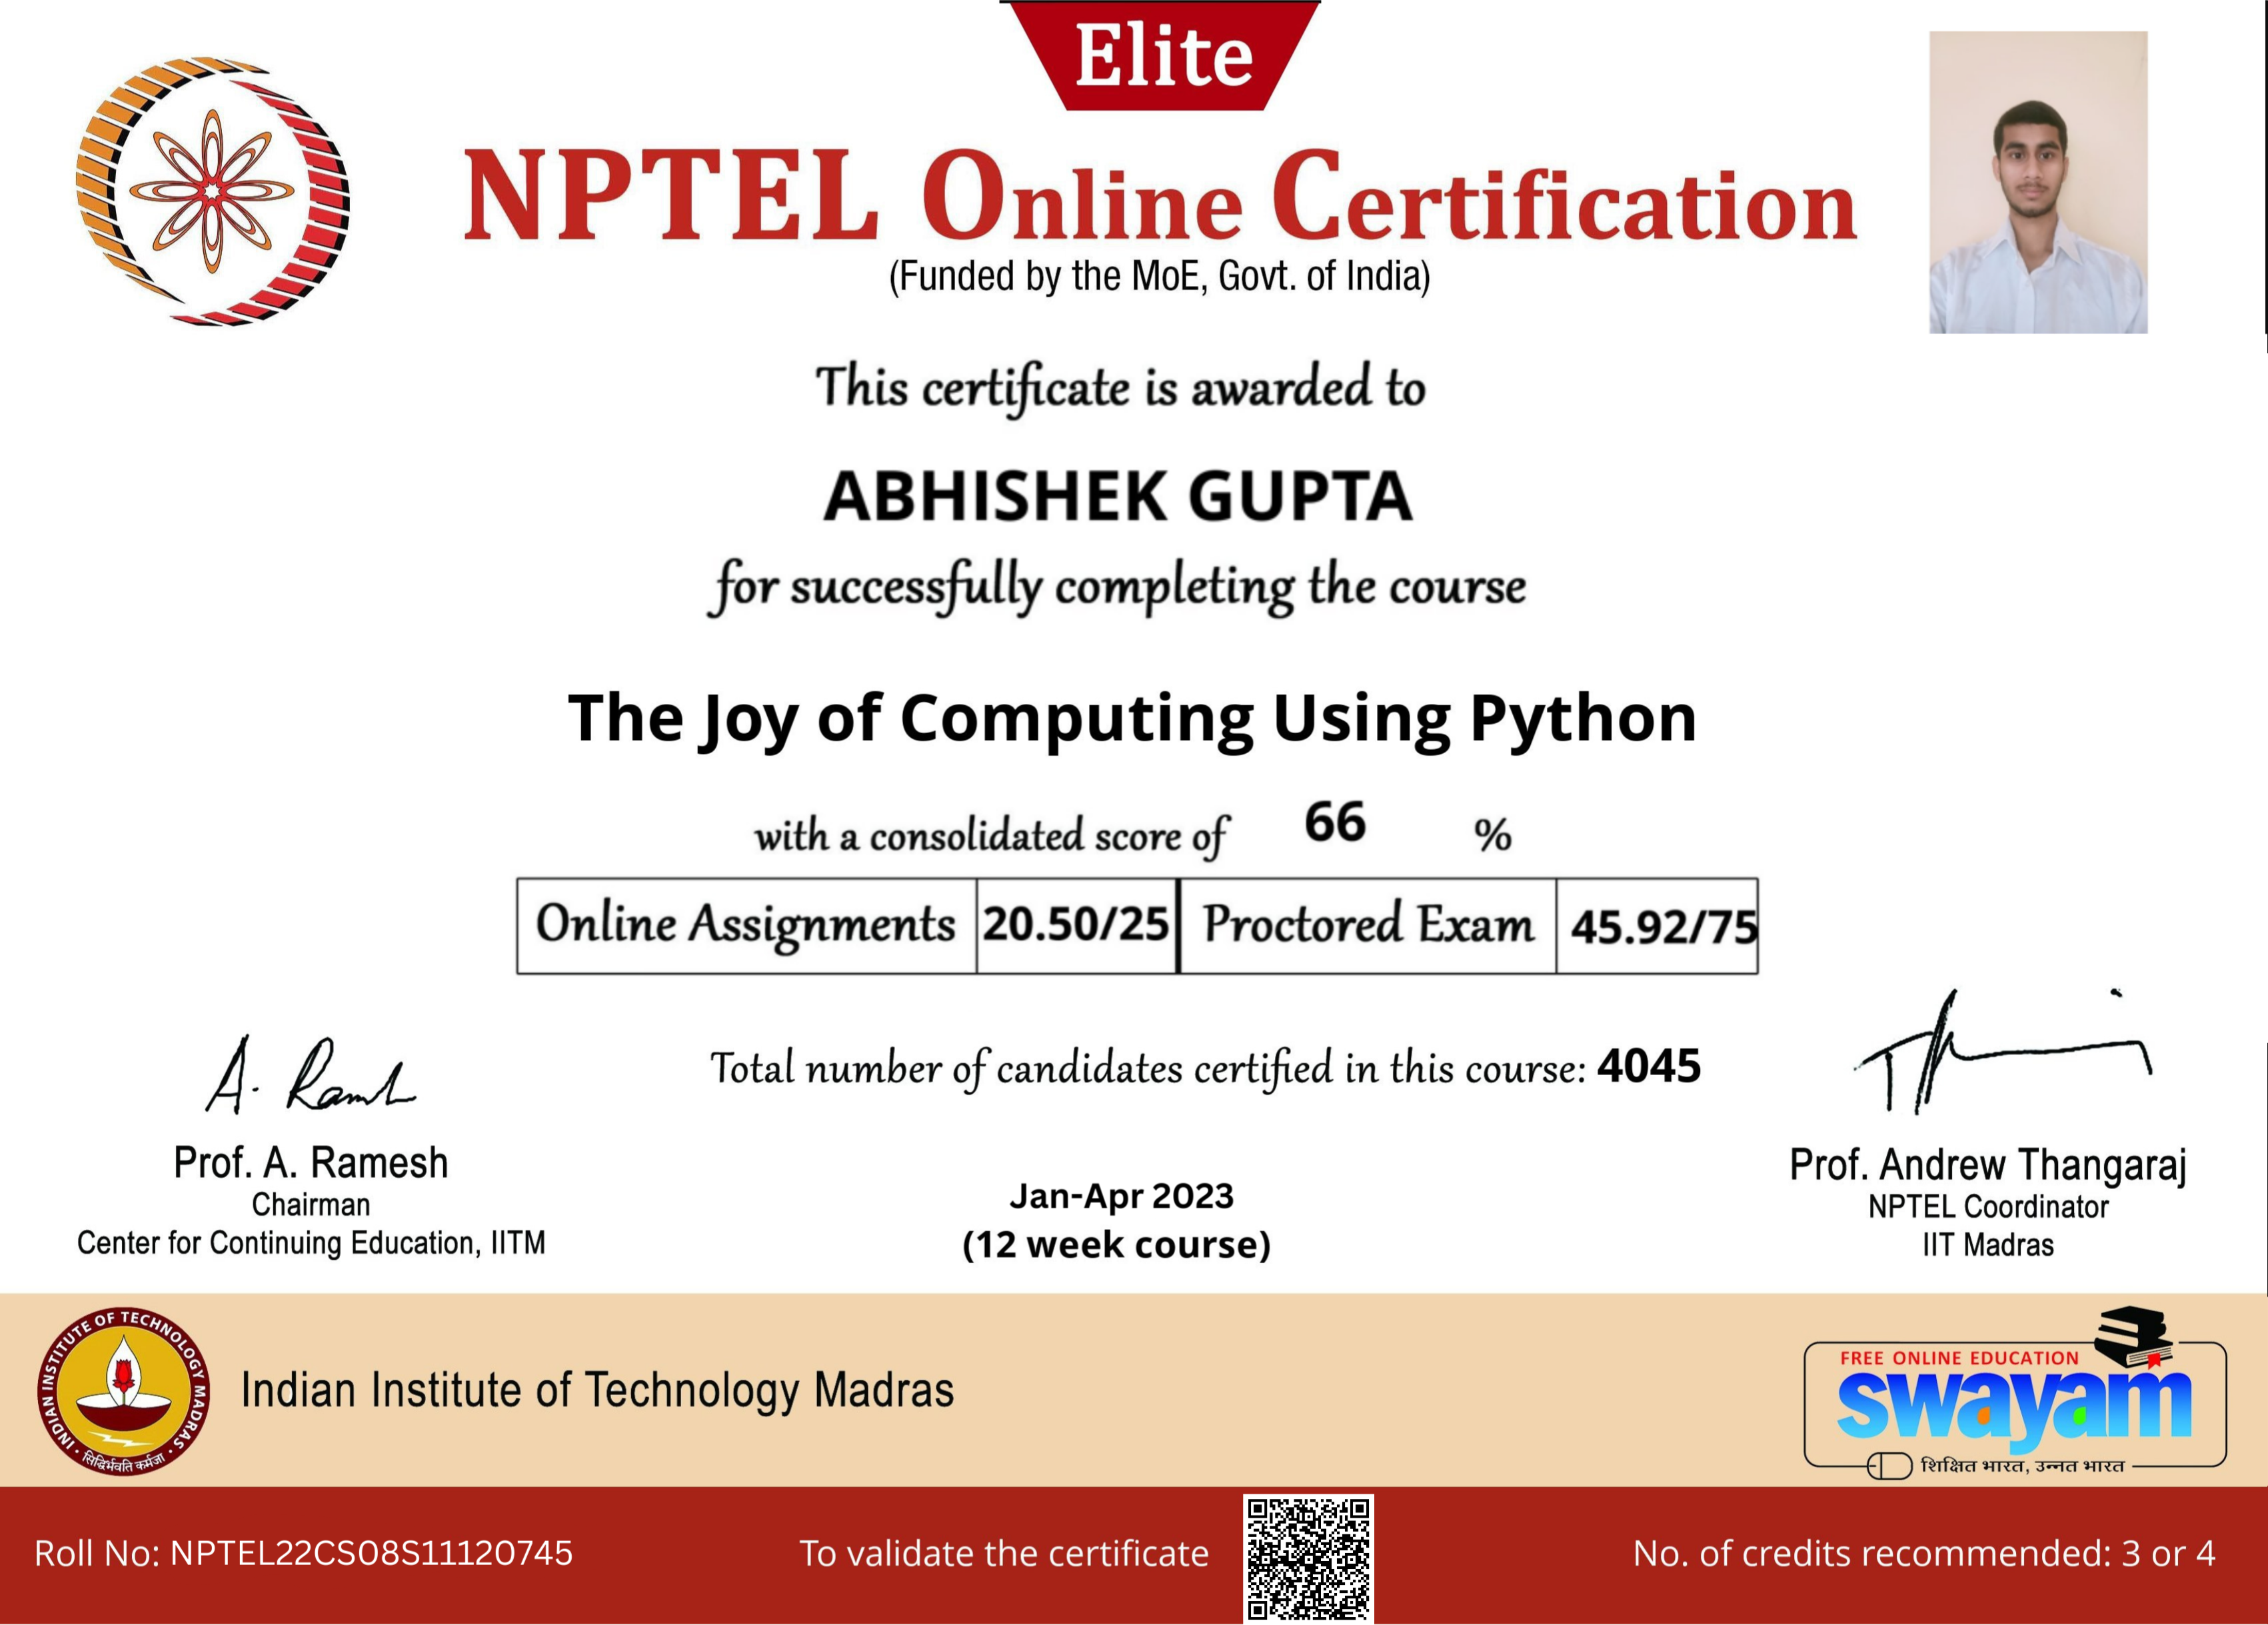 Elite
NPTEL Online Certification
(Funded by the MoE, Govt. of India)
This certificate is awarded to
ABHISHEK GUPTA
for successfully completing the course
The Joy of Computing Using Python
with a consolidated score of 66 %
Online Assignments 20.50/25 Proctored Exam 45.92/75
Total number of candidates certified in this course: 4045
A. Ramesh
Prof. A. Ramesh
Chairman
Center for Continuing Education, IITM
Jan-Apr 2023
(12 week course)
Prof. Andrew Thangaraj
NPTEL Coordinator
IIT Madras
INDIAN INSTITUTE OF TECHNOLOGY MADRAS
सिद्धिर्भवति कर्मजा
Indian Institute of Technology Madras
FREE ONLINE EDUCATION
swayam
शिक्षित भारत, उन्नत भारत
Roll No: NPTEL22CS08S11120745
To validate the certificate
No. of credits recommended: 3 or 4